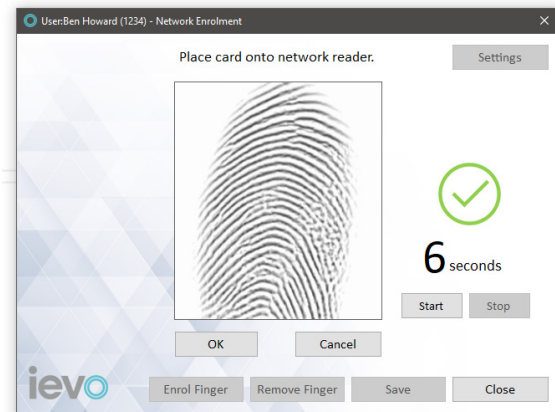 User:Ben Howard (1234) - Network Enrolment
Place card onto network reader.
Settings
6 seconds
Start Stop
OK Cancel
ievo
Enrol Finger Remove Finger Save Close